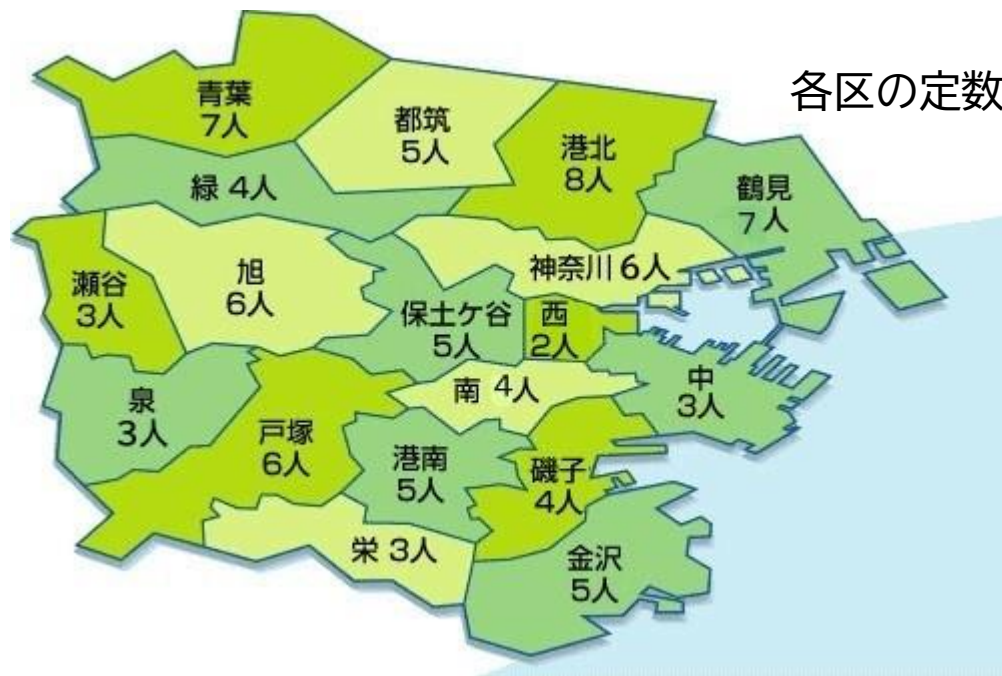 各区の定数
青葉
7人
都筑
5人
港北
8人
鶴見
7人
緑 4人
神奈川 6人
瀬谷
3人
旭
6人
保土ケ谷
5人
西
2人
中
3人
南 4人
泉
3人
戸塚
6人
港南
5人
磯子
4人
栄 3人
金沢
5人